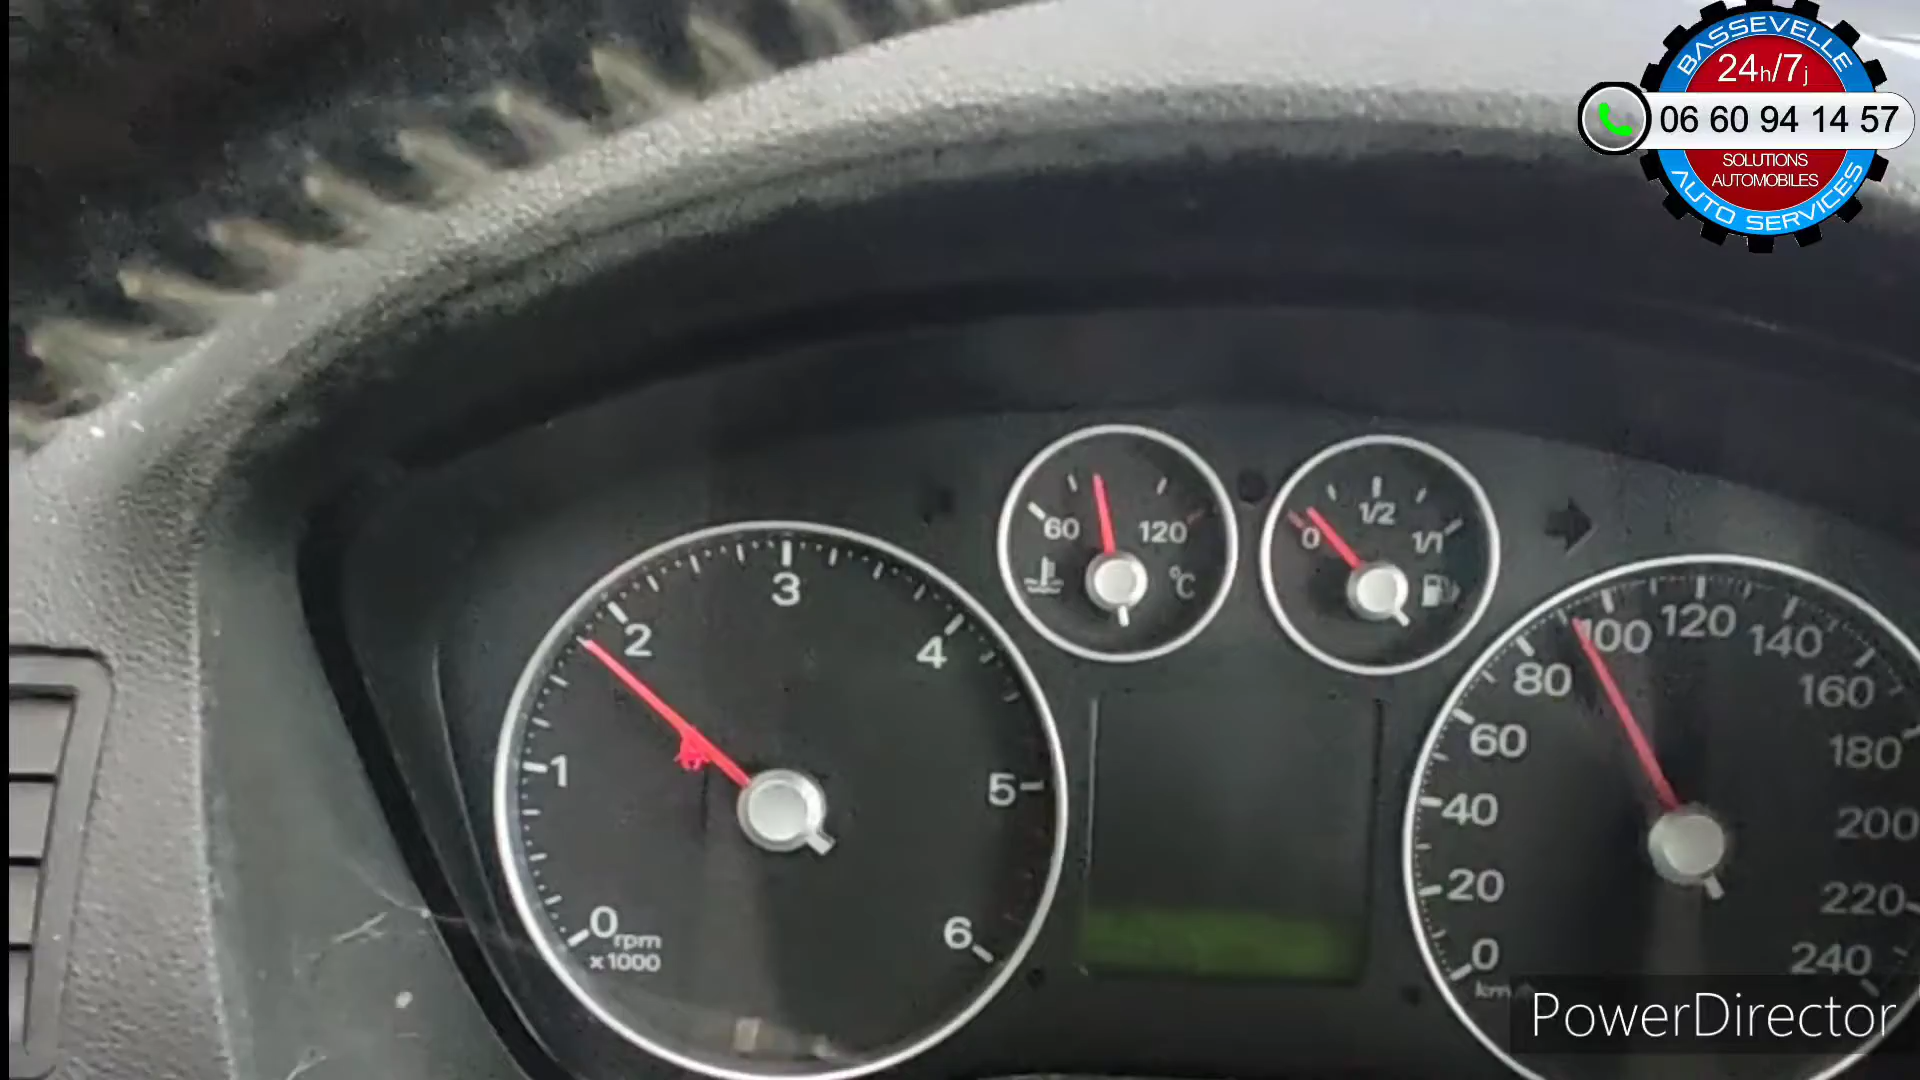 BASSEVELLE
24h/7j
06 60 94 14 57
SOLUTIONS
AUTOMOBILES
AUTO SERVICES
60
120
°C
0
1/2
1/1
0
1
2
3
4
5
6
rpm
x1000
0
20
40
60
80
100
120
140
160
180
200
220
240
km
PowerDirector